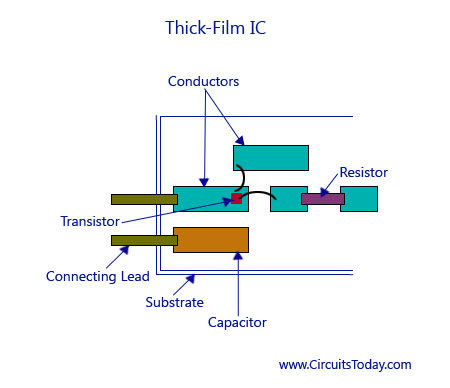 Thick-Film IC
Conductors
Resistor
Transistor
Connecting Lead
Substrate
Capacitor
www.CircuitsToday.com